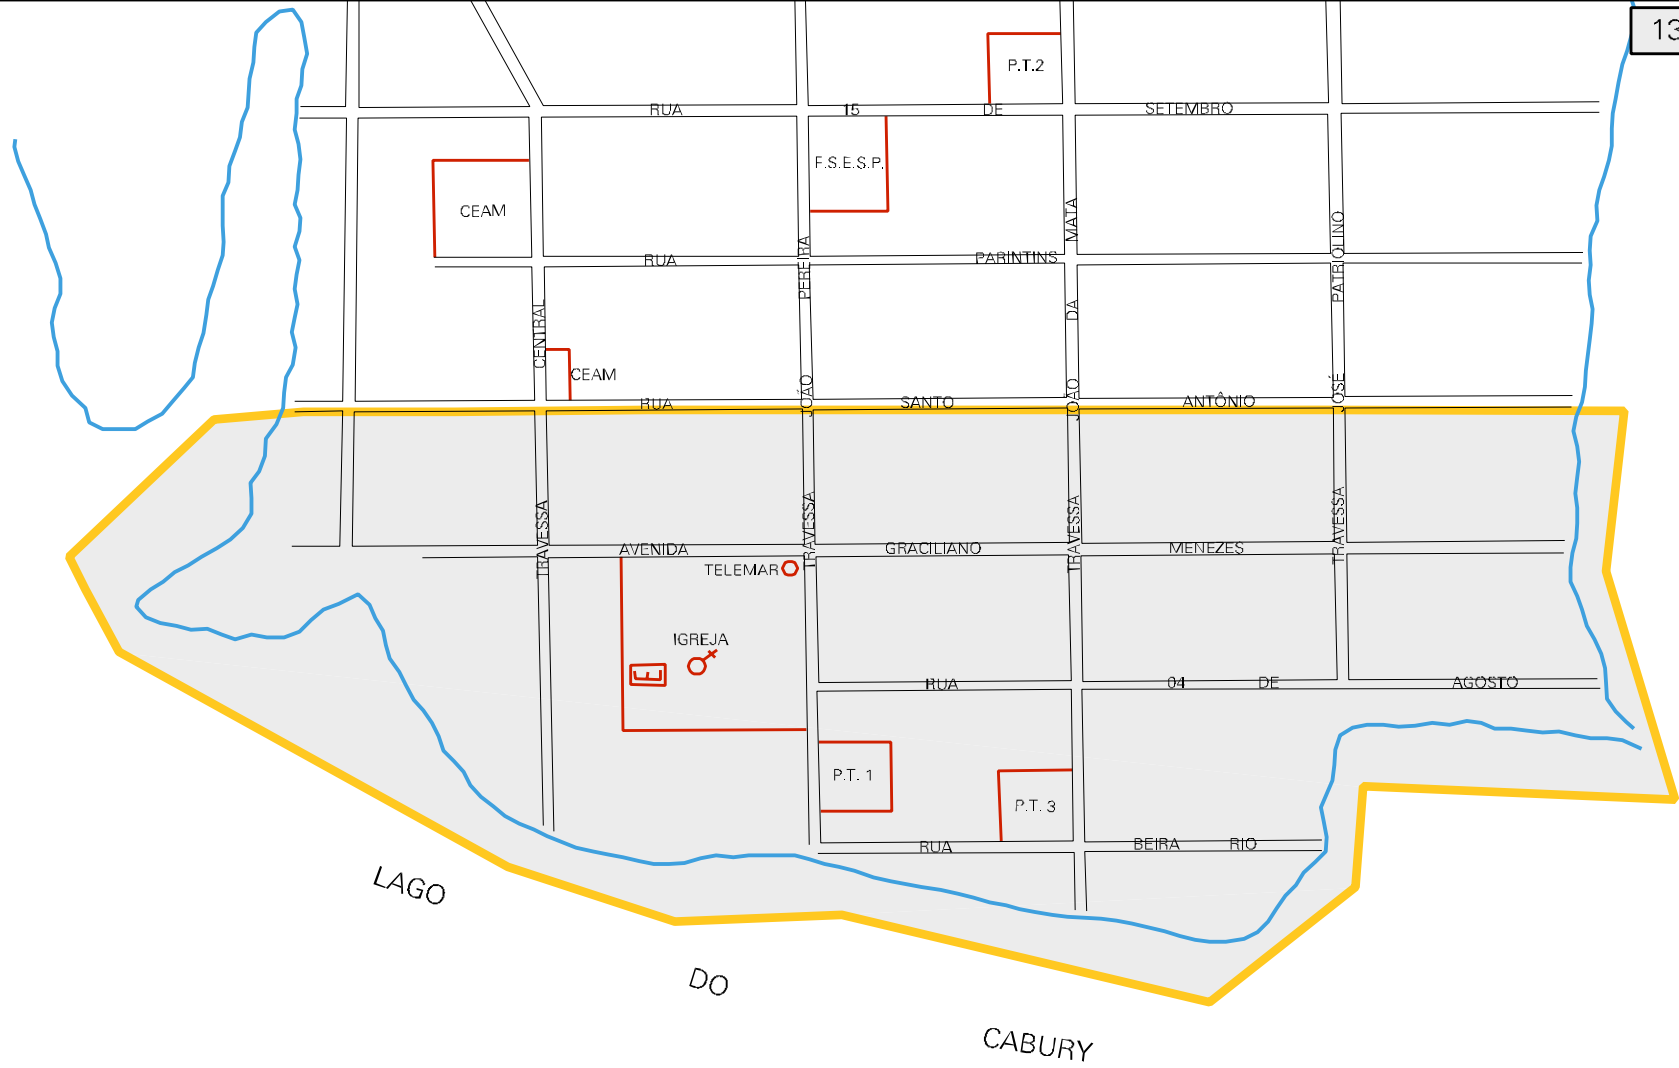 13
P.T.2
RUA 15 DE SETEMBRO
F.S.E.S.P.
CEAM
RUA PARINTINS
CEAM
RUA SANTO ANTÔNIO
TRAVESSA CENTRAL
TRAVESSA JOÃO PEREIRA
TRAVESSA JOÃO DA MATA
TRAVESSA JOSÉ PATRIOLINO
AVENIDA GRACILIANO MENEZES
TELEMAR
IGREJA
E
RUA 04 DE AGOSTO
P.T. 1
P.T. 3
RUA BEIRA RIO
LAGO DO CABURY